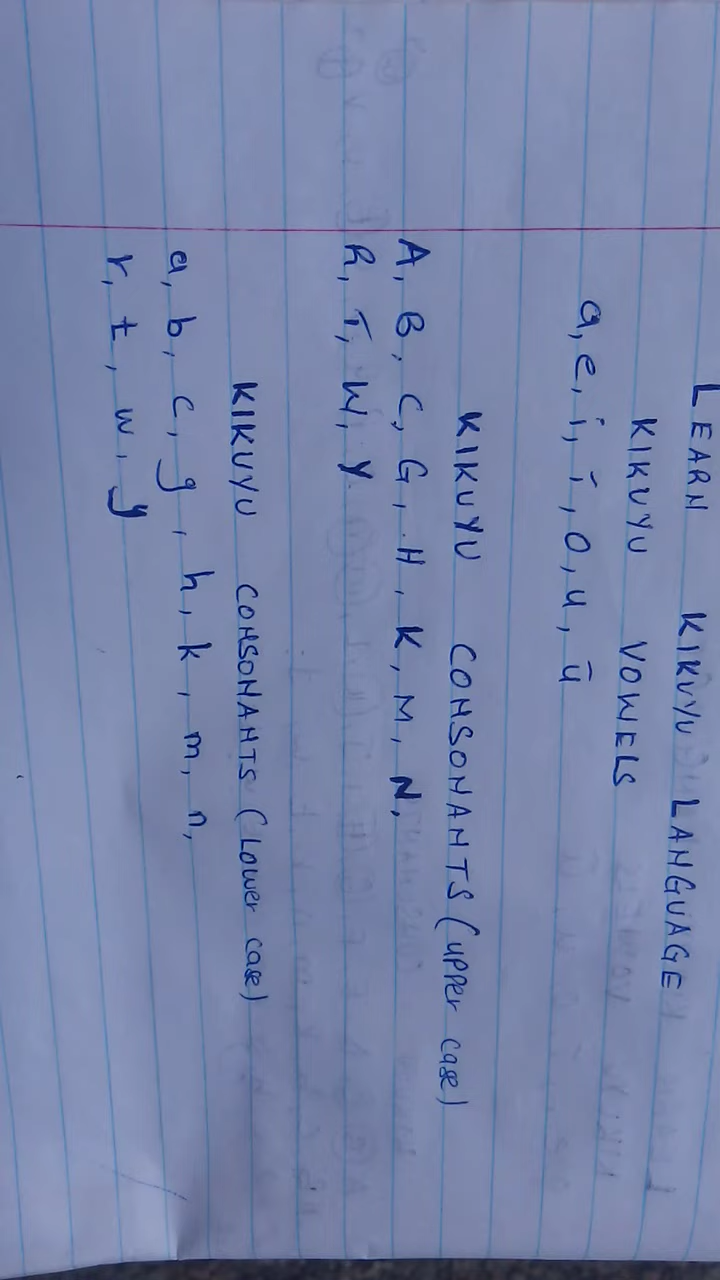 LEARN KIKUYU LANGUAGE
KIKUYU VOWELS
a, e, i, ī, o, u, ū
KIKUYU CONSONANTS (upper case)
A, B, C, G, H, K, M, N,
R, T, W, Y.
KIKUYU CONSONANTS (Lower case)
a, b, c, g, h, k, m, n,
r, t, w, y